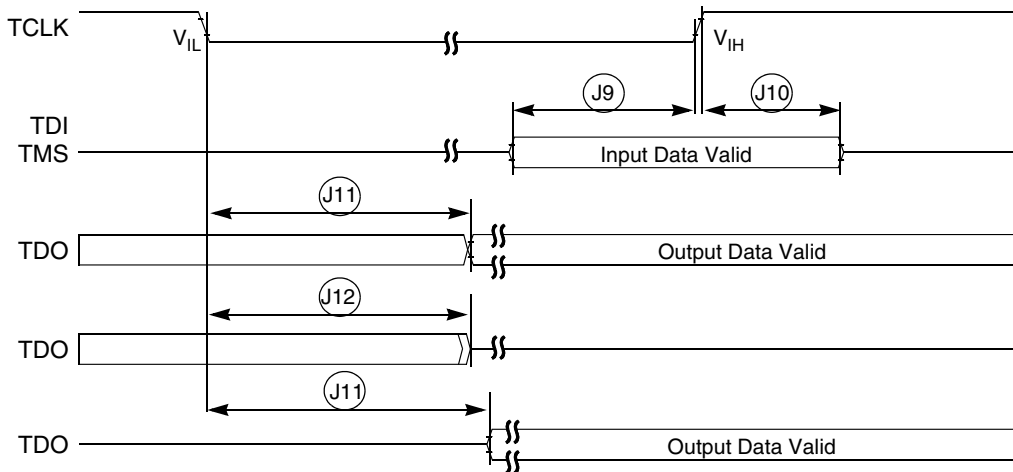 TCLK
VIL
VIH
J9
J10
TDI
TMS
Input Data Valid
J11
TDO
Output Data Valid
J12
TDO
J11
TDO
Output Data Valid